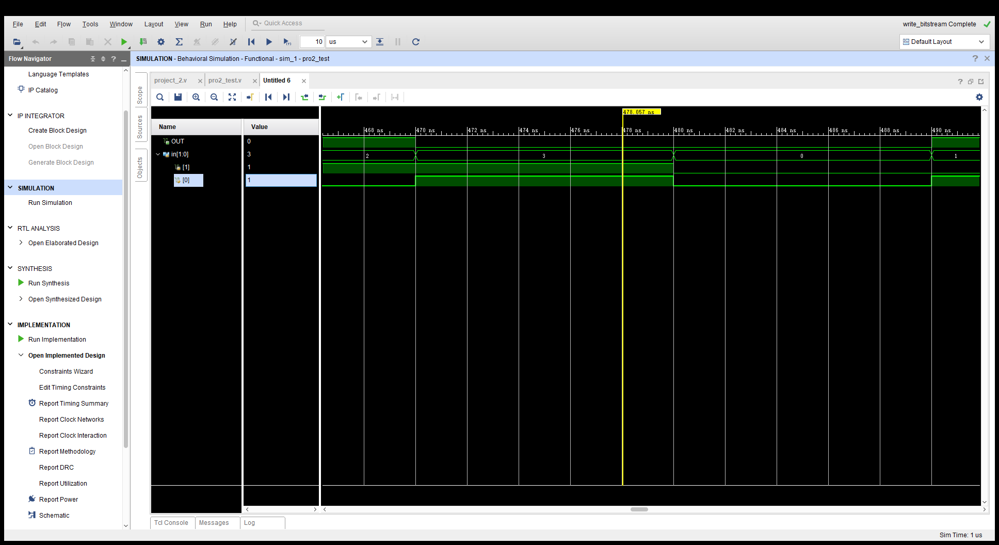 File Edit Flow Tools Window Layout View Run Help Quick Access write_bitstream Complete
10 us Default Layout
Flow Navigator
SIMULATION - Behavioral Simulation - Functional - sim_1 - pro2_test
Language Templates
IP Catalog
IP INTEGRATOR
Create Block Design
Open Block Design
Generate Block Design
SIMULATION
Run Simulation
RTL ANALYSIS
Open Elaborated Design
SYNTHESIS
Run Synthesis
Open Synthesized Design
IMPLEMENTATION
Run Implementation
Open Implemented Design
Constraints Wizard
Edit Timing Constraints
Report Timing Summary
Report Clock Networks
Report Clock Interaction
Report Methodology
Report DRC
Report Utilization
Report Power
Schematic
Scope
Sources
Objects
project_2.v pro2_test.v Untitled 6
478.057 ns
Name Value
468 ns 470 ns 472 ns 474 ns 476 ns 478 ns 480 ns 482 ns 484 ns 486 ns 488 ns 490 ns
OUT 0
in[1:0] 3 2 3 0 1
[1] 1
[0] 1
Tcl Console Messages Log
Sim Time: 1 us